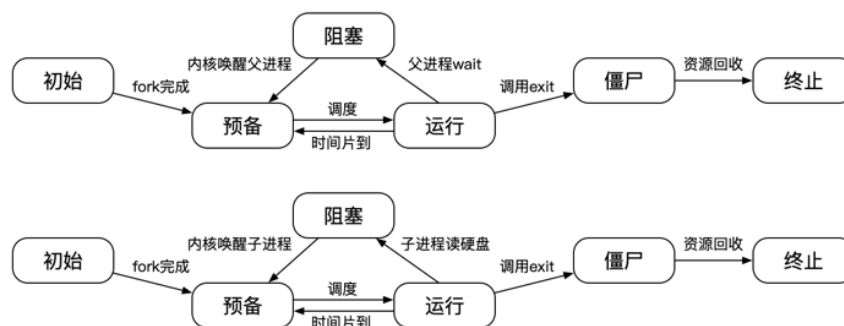 阻塞
内核唤醒父进程
父进程wait
初始
fork完成
调用exit
僵尸
资源回收
终止
预备
调度
时间片到
运行
阻塞
内核唤醒子进程
子进程读硬盘
初始
fork完成
调用exit
僵尸
资源回收
终止
预备
调度
时间片到
运行